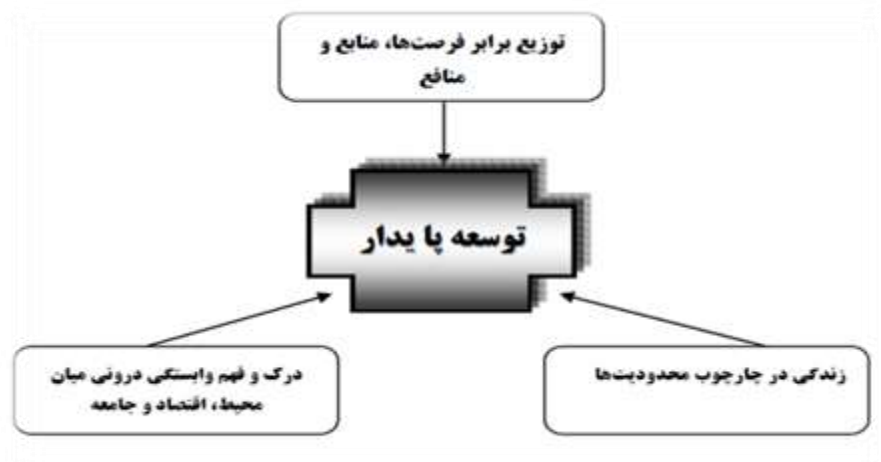 توزیع برابر فرصت‌ها، منابع و
منافع
توسعه پا یدار
زندگی در چارچوب محدودیت‌ها
درک و فهم وابستگی درونی میان
محیط، اقتصاد و جامعه